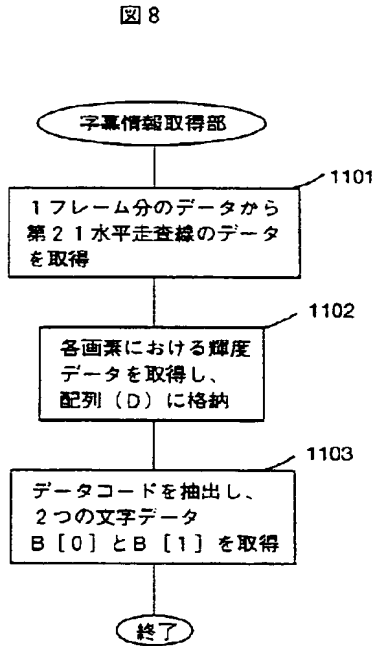 図8
字幕情報取得部
1101
1フレーム分のデータから
第21水平走査線のデータ
を取得
1102
各画素における輝度
データを取得し、
配列（D）に格納
1103
データコードを抽出し、
2つの文字データ
B［0］とB［1］を取得
終了